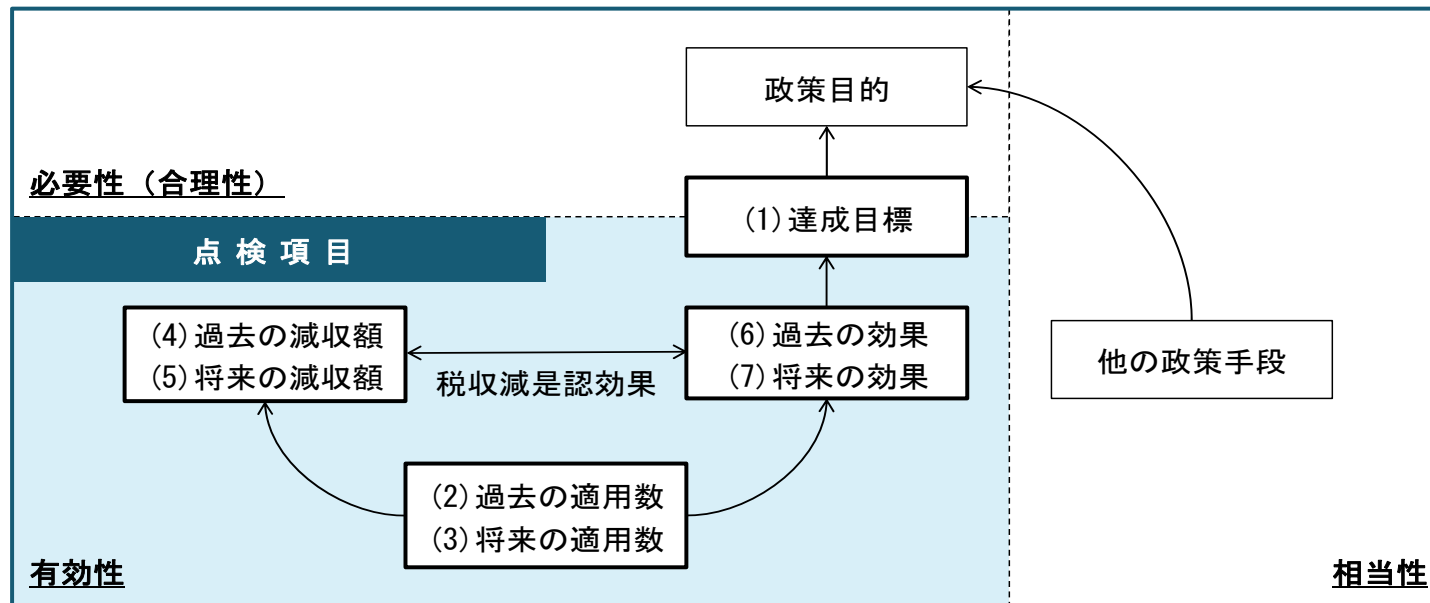 政策目的
必要性（合理性）
(1)達成目標
点検項目
(4)過去の減収額
(5)将来の減収額
税収減是認効果
(6)過去の効果
(7)将来の効果
他の政策手段
(2)過去の適用数
(3)将来の適用数
有効性
相当性